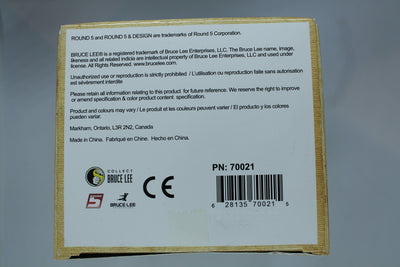 ROUND 5 and ROUND 5 & DESIGN are trademarks of Round 5 Corporation.
BRUCE LEE® is a registered trademark of Bruce Lee Enterprises, LLC. The Bruce Lee name, image,
likeness and all related indicia are intellectual property of Bruce Lee Enterprises, LLC and used under
license. All Rights Reserved. www.brucelee.com.
Unauthorized use or reproduction is strictly prohibited / L'utilisation ou reproduction faite sans autorisation
est sévèrement interdite
Please retain all information relating to this product for future reference. We reserve the right to improve
or amend specification & color product content specification.
Product and colours may vary / Le produit et les couleurs peuvent varier / El producto y los colores
pueden variar.
Markham, Ontario, L3R 2N2, Canada
Made in China. Fabriqué en Chine. Hecho en China.
PN: 70021
COLLECT
BRUCE LEE
CE
5
BRUCE LEE
6 28135 70021 5